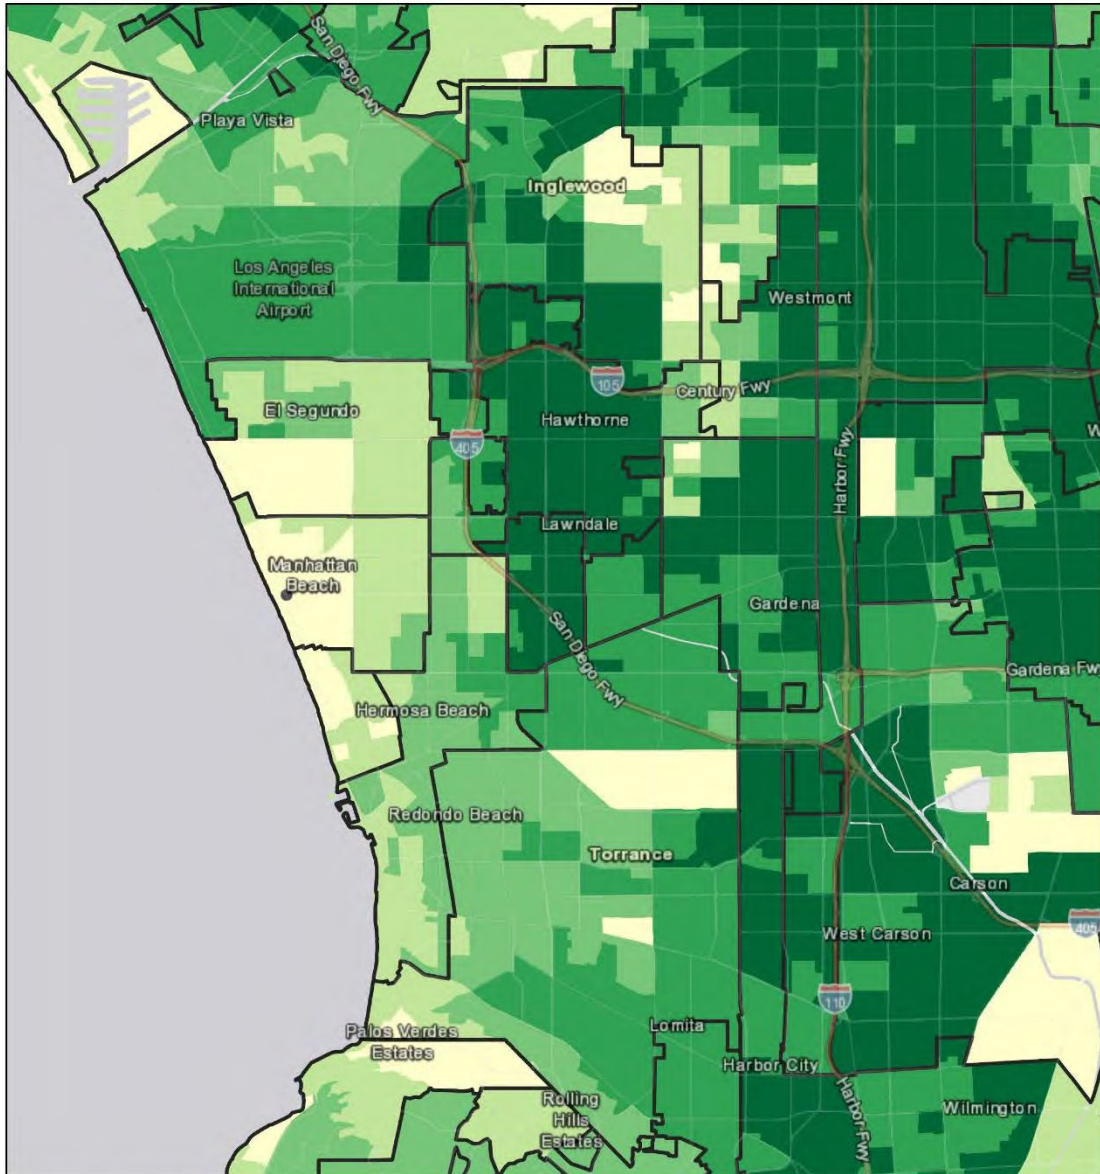 San Diego Fwy
Playa Vista
Inglewood
Los Angeles
International
Airport
Westmont
105
Century Fwy
El Segundo
Hawthorne
405
Harbor Fwy
W
Lawndale
Manhattan
Beach
Gardena
San Diego Fwy
Gardena Fwy
Hermosa Beach
Redondo Beach
Torrance
Carson
405
West Carson
110
Palos Verdes
Estates
Lomita
Harbor City
Rolling
Hills
Estates
Harbor Fwy
Wilmington